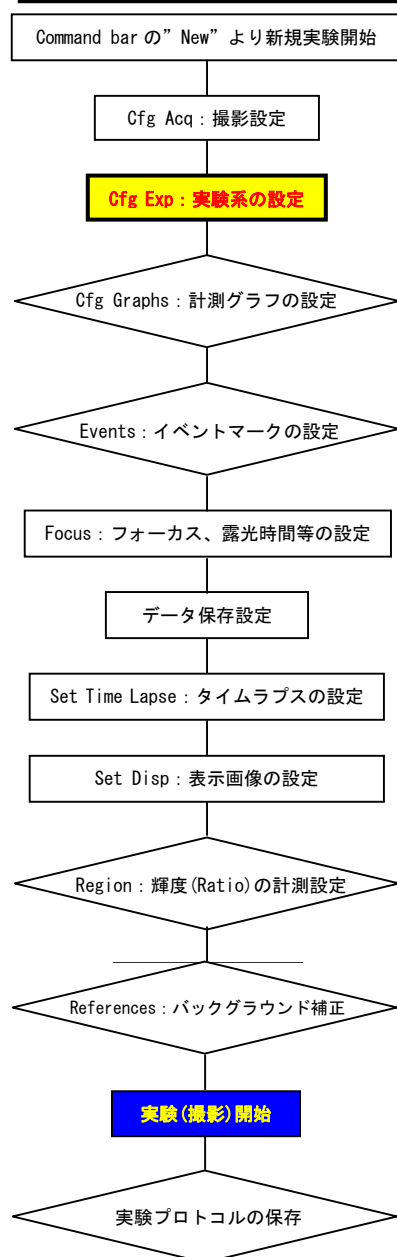 Command bar の”New”より新規実験開始
Cfg Acq：撮影設定
Cfg Exp：実験系の設定
Cfg Graphs：計測グラフの設定
Events：イベントマークの設定
Focus：フォーカス、露光時間等の設定
データ保存設定
Set Time Lapse：タイムラプスの設定
Set Disp：表示画像の設定
Region：輝度(Ratio)の計測設定
References：バックグラウンド補正
実験(撮影)開始
実験プロトコルの保存